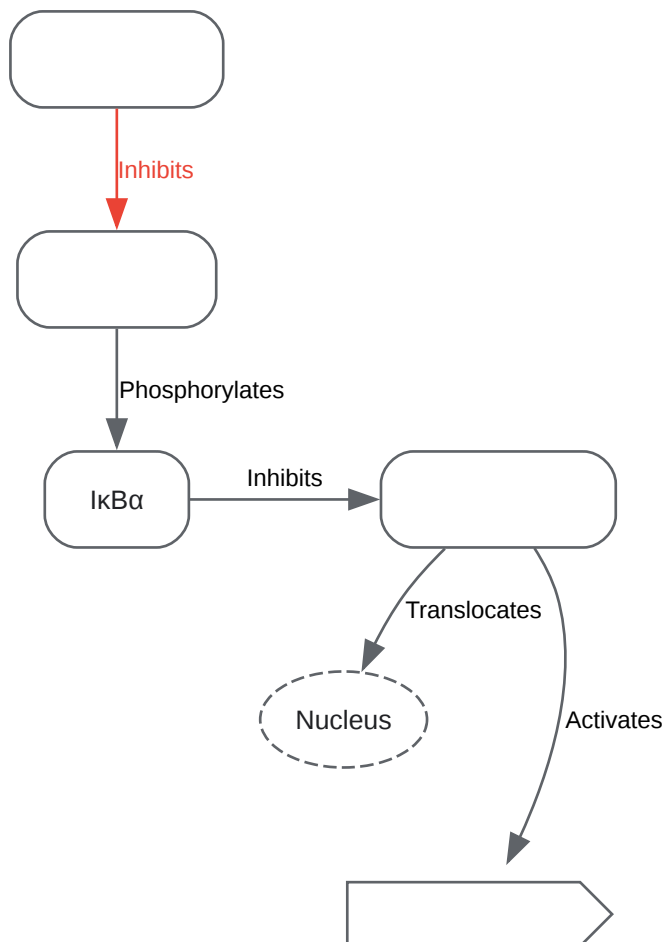 Inhibits
Phosphorylates
Inhibits
IκBα
Translocates
Nucleus
Activates